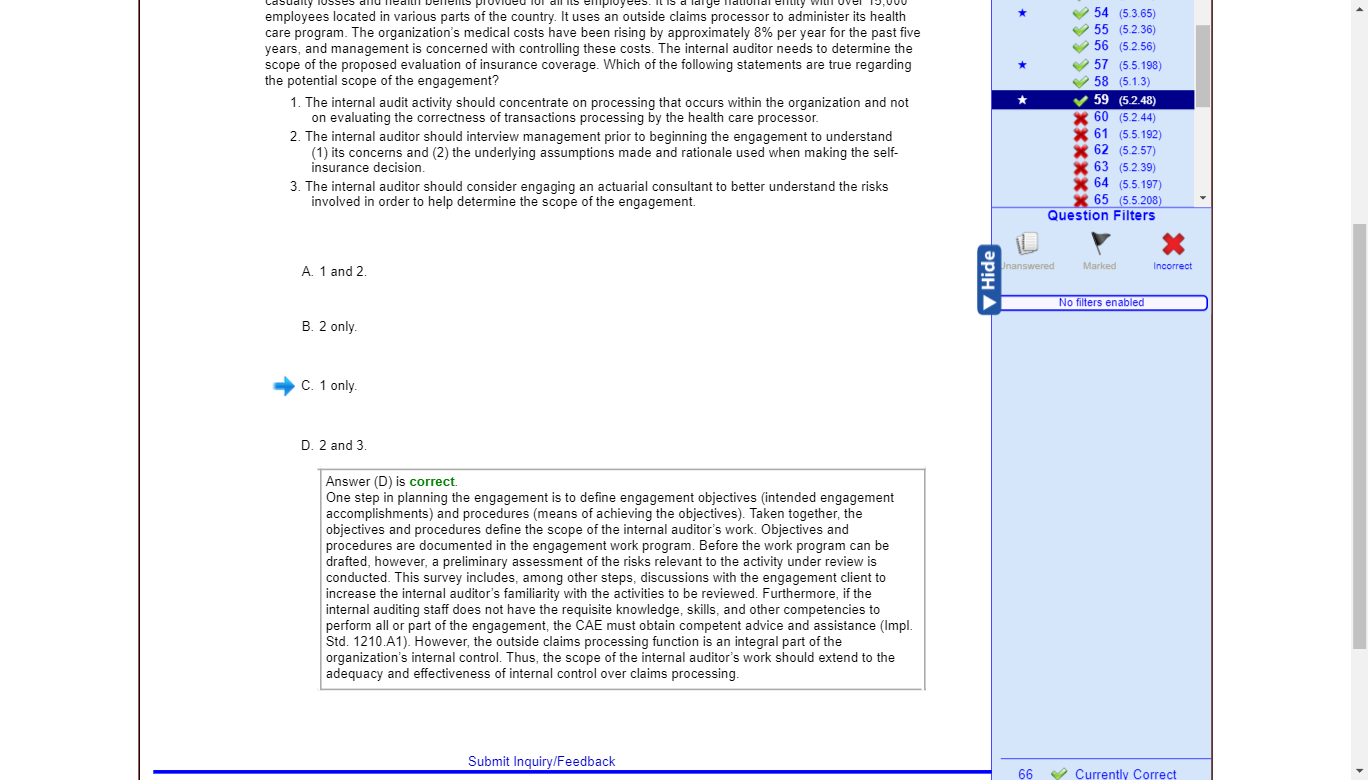 casualty losses and health benefits provided for all its employees. It is a large national entity with over 15,000
employees located in various parts of the country. It uses an outside claims processor to administer its health
care program. The organization's medical costs have been rising by approximately 8% per year for the past five
years, and management is concerned with controlling these costs. The internal auditor needs to determine the
scope of the proposed evaluation of insurance coverage. Which of the following statements are true regarding
the potential scope of the engagement?
1. The internal audit activity should concentrate on processing that occurs within the organization and not
on evaluating the correctness of transactions processing by the health care processor.
2. The internal auditor should interview management prior to beginning the engagement to understand
(1) its concerns and (2) the underlying assumptions made and rationale used when making the self-
insurance decision.
3. The internal auditor should consider engaging an actuarial consultant to better understand the risks
involved in order to help determine the scope of the engagement.
A. 1 and 2.
B. 2 only.
C. 1 only.
D. 2 and 3.
Answer (D) is correct.
One step in planning the engagement is to define engagement objectives (intended engagement
accomplishments) and procedures (means of achieving the objectives). Taken together, the
objectives and procedures define the scope of the internal auditor's work. Objectives and
procedures are documented in the engagement work program. Before the work program can be
drafted, however, a preliminary assessment of the risks relevant to the activity under review is
conducted. This survey includes, among other steps, discussions with the engagement client to
increase the internal auditor's familiarity with the activities to be reviewed. Furthermore, if the
internal auditing staff does not have the requisite knowledge, skills, and other competencies to
perform all or part of the engagement, the CAE must obtain competent advice and assistance (Impl.
Std. 1210.A1). However, the outside claims processing function is an integral part of the
organization's internal control. Thus, the scope of the internal auditor's work should extend to the
adequacy and effectiveness of internal control over claims processing.
Submit Inquiry/Feedback
54 (5.3.65)
55 (5.2.36)
56 (5.2.56)
57 (5.5.198)
58 (5.1.3)
59 (5.2.48)
60 (5.2.44)
61 (5.5.192)
62 (5.2.57)
63 (5.2.39)
64 (5.5.197)
65 (5.5.208)
Question Filters
Unanswered
Marked
Incorrect
Hide
No filters enabled
66 Currently Correct